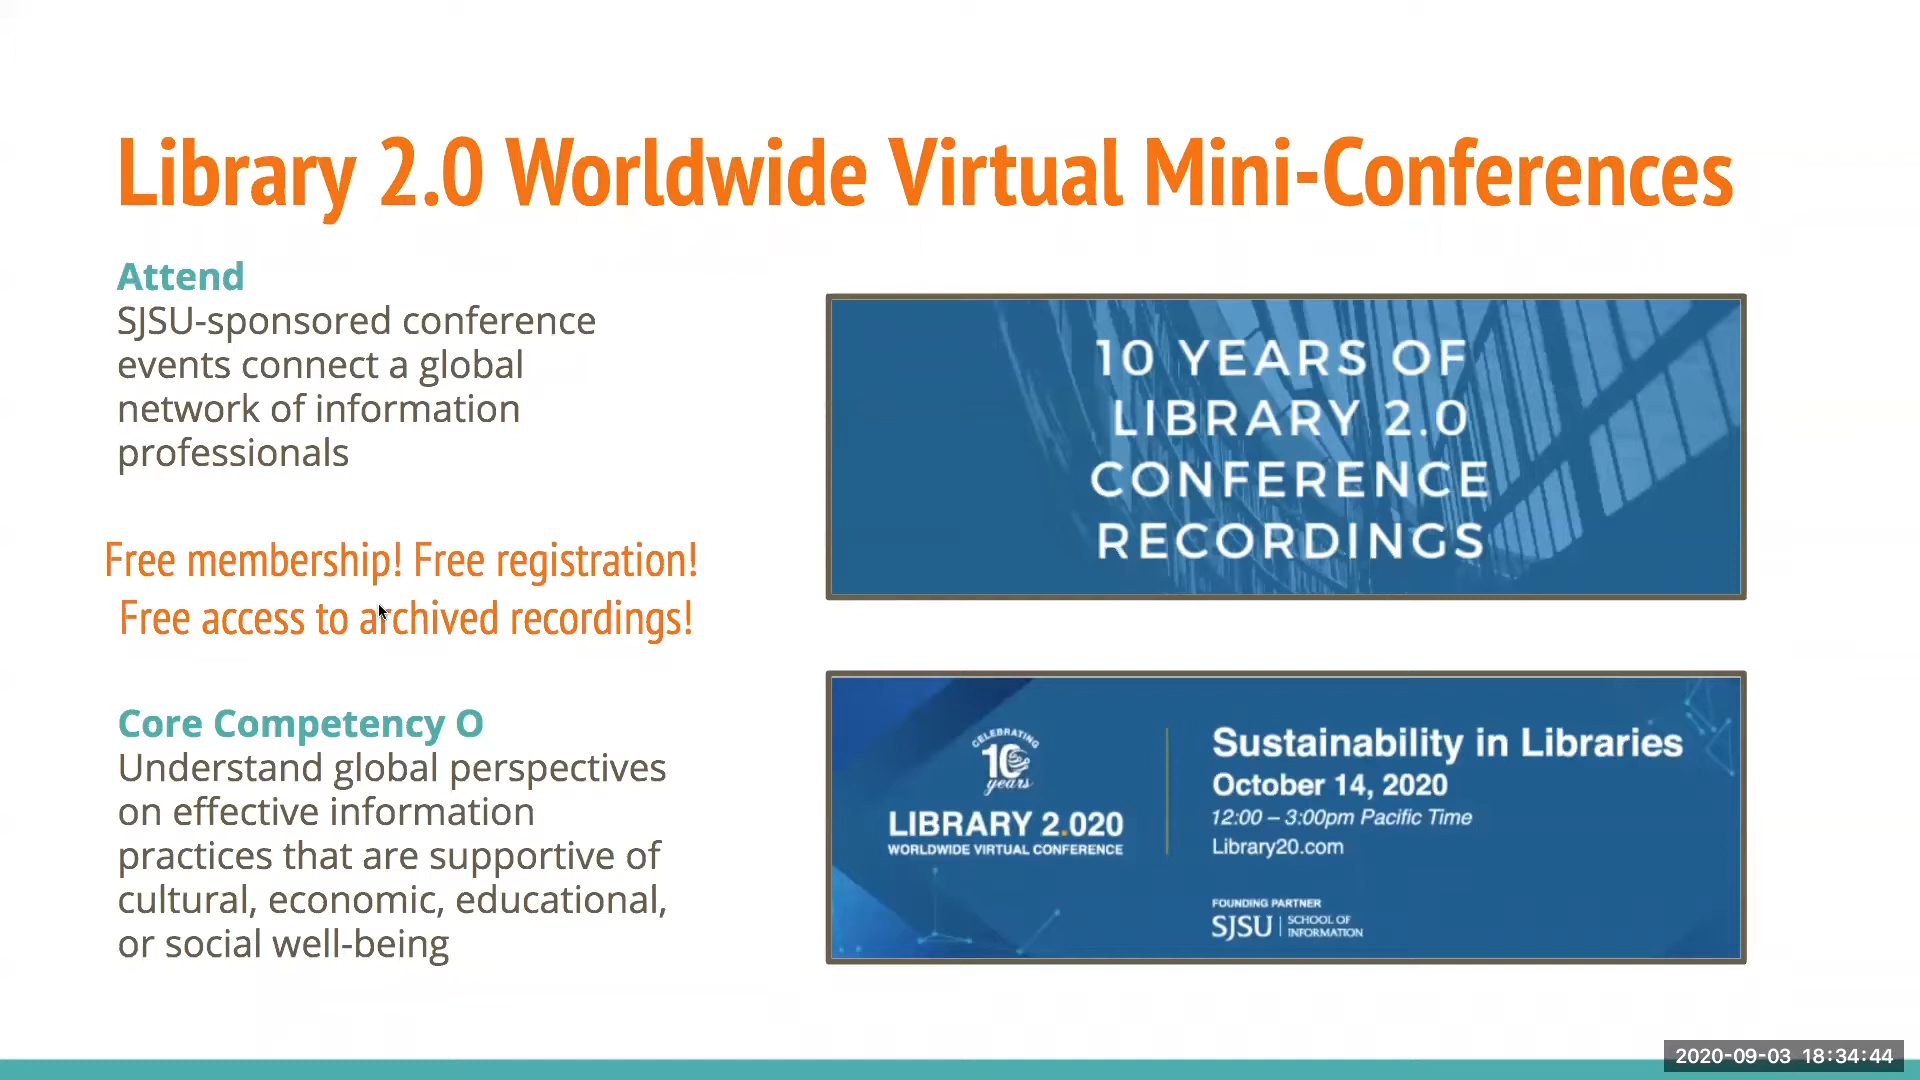 Library 2.0 Worldwide Virtual Mini-Conferences
Attend
SJSU-sponsored conference
events connect a global
network of information
professionals
Free membership! Free registration!
Free access to archived recordings!
Core Competency O
Understand global perspectives
on effective information
practices that are supportive of
cultural, economic, educational,
or social well-being
10 YEARS OF
LIBRARY 2.0
CONFERENCE
RECORDINGS
CELEBRATING
10
years
LIBRARY 2.020
WORLDWIDE VIRTUAL CONFERENCE
Sustainability in Libraries
October 14, 2020
12:00 – 3:00pm Pacific Time
Library20.com
FOUNDING PARTNER
SJSU | SCHOOL OF
INFORMATION
2020-09-03 18:34:44